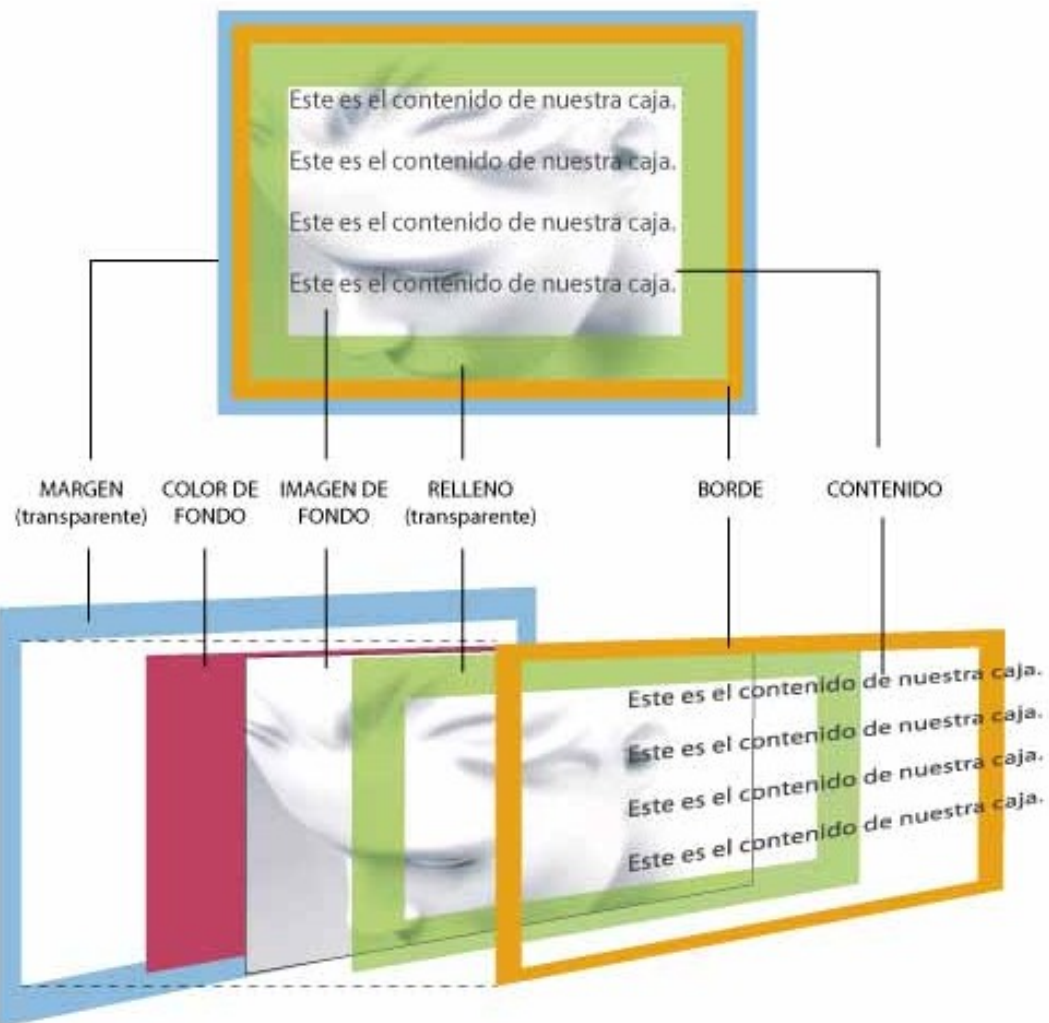 Este es el contenido de nuestra caja.
Este es el contenido de nuestra caja.
Este es el contenido de nuestra caja.
Este es el contenido de nuestra caja.
MARGEN
(transparente)
COLOR DE
FONDO
IMAGEN DE
FONDO
RELLENO
(transparente)
BORDE
CONTENIDO
Este es el contenido de nuestra caja.
Este es el contenido de nuestra caja.
Este es el contenido de nuestra caja.
Este es el contenido de nuestra caja.